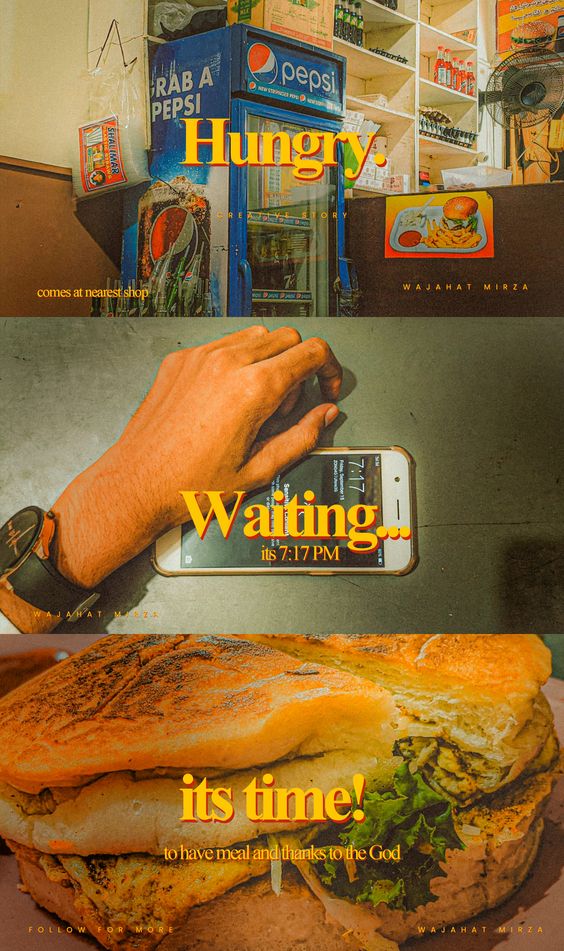 GRAB A
PEPSI
pepsi
Hungry.
SHALIMAR
CREATIVE STORY
WAJAHAT MIRZA
comes at nearest shop
7:17
Waiting...
its 7:17 PM
WAJAHAT MIRZA
its time!
to have meal and thanks to the God
FOLLOW FOR MORE
WAJAHAT MIRZA